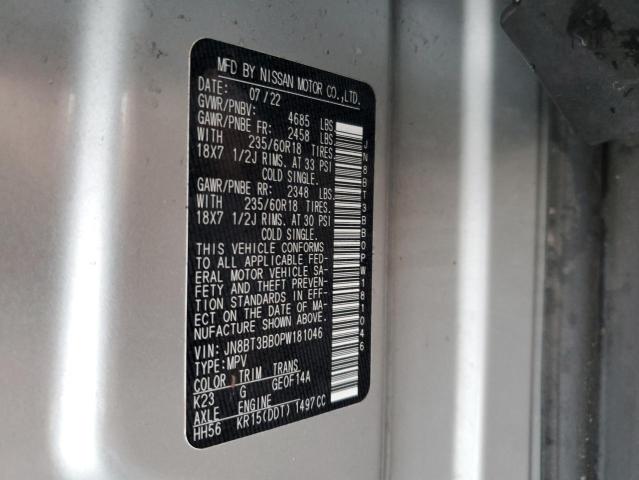 MFD BY NISSAN MOTOR CO.,LTD.
DATE: 07/22
GVWR/PNBV: 4685 LBS.
GAWR/PNBE FR: 2458 LBS.
WITH 235/60R18 TIRES.
18X7 1/2J RIMS. AT 33 PSI
COLD SINGLE.
GAWR/PNBE RR: 2348 LBS.
WITH 235/60R18 TIRES.
18X7 1/2J RIMS. AT 30 PSI
COLD SINGLE.
THIS VEHICLE CONFORMS
TO ALL APPLICABLE FED-
ERAL MOTOR VEHICLE SA-
FETY AND THEFT PREVEN-
TION STANDARDS IN EFF-
ECT ON THE DATE OF MA-
NUFACTURE SHOWN ABOVE.
VIN: JN8BT3BB0PW181046
TYPE:MPV
COLOR TRIM TRANS
K23 G GE0F14A
AXLE ENGINE
HH56 KR15(DDT) 1497CC
JN8BT3BB0PW181046